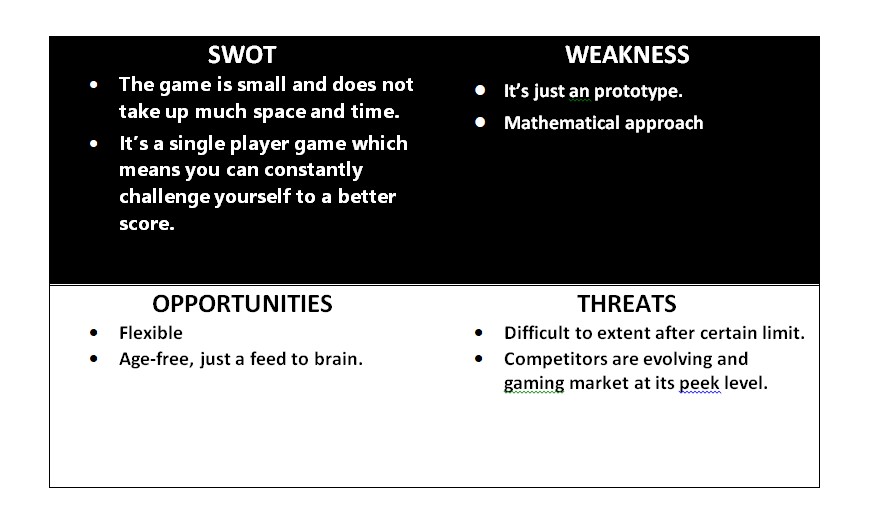 SWOT
• The game is small and does not
take up much space and time.
• It's a single player game which
means you can constantly
challenge yourself to a better
score.
WEAKNESS
• It's just an prototype.
• Mathematical approach
OPPORTUNITIES
• Flexible
• Age-free, just a feed to brain.
THREATS
• Difficult to extent after certain limit.
• Competitors are evolving and
gaming market at its peek level.